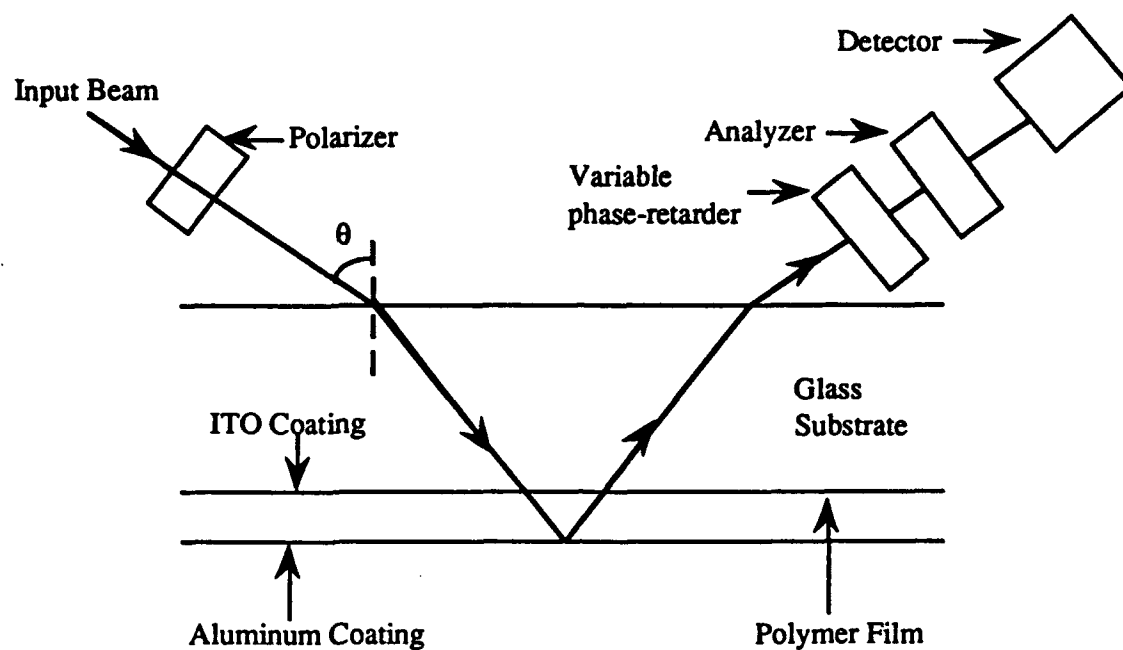 Detector
Input Beam
Polarizer
Analyzer
Variable
phase-retarder
θ
Glass
Substrate
ITO Coating
Aluminum Coating
Polymer Film